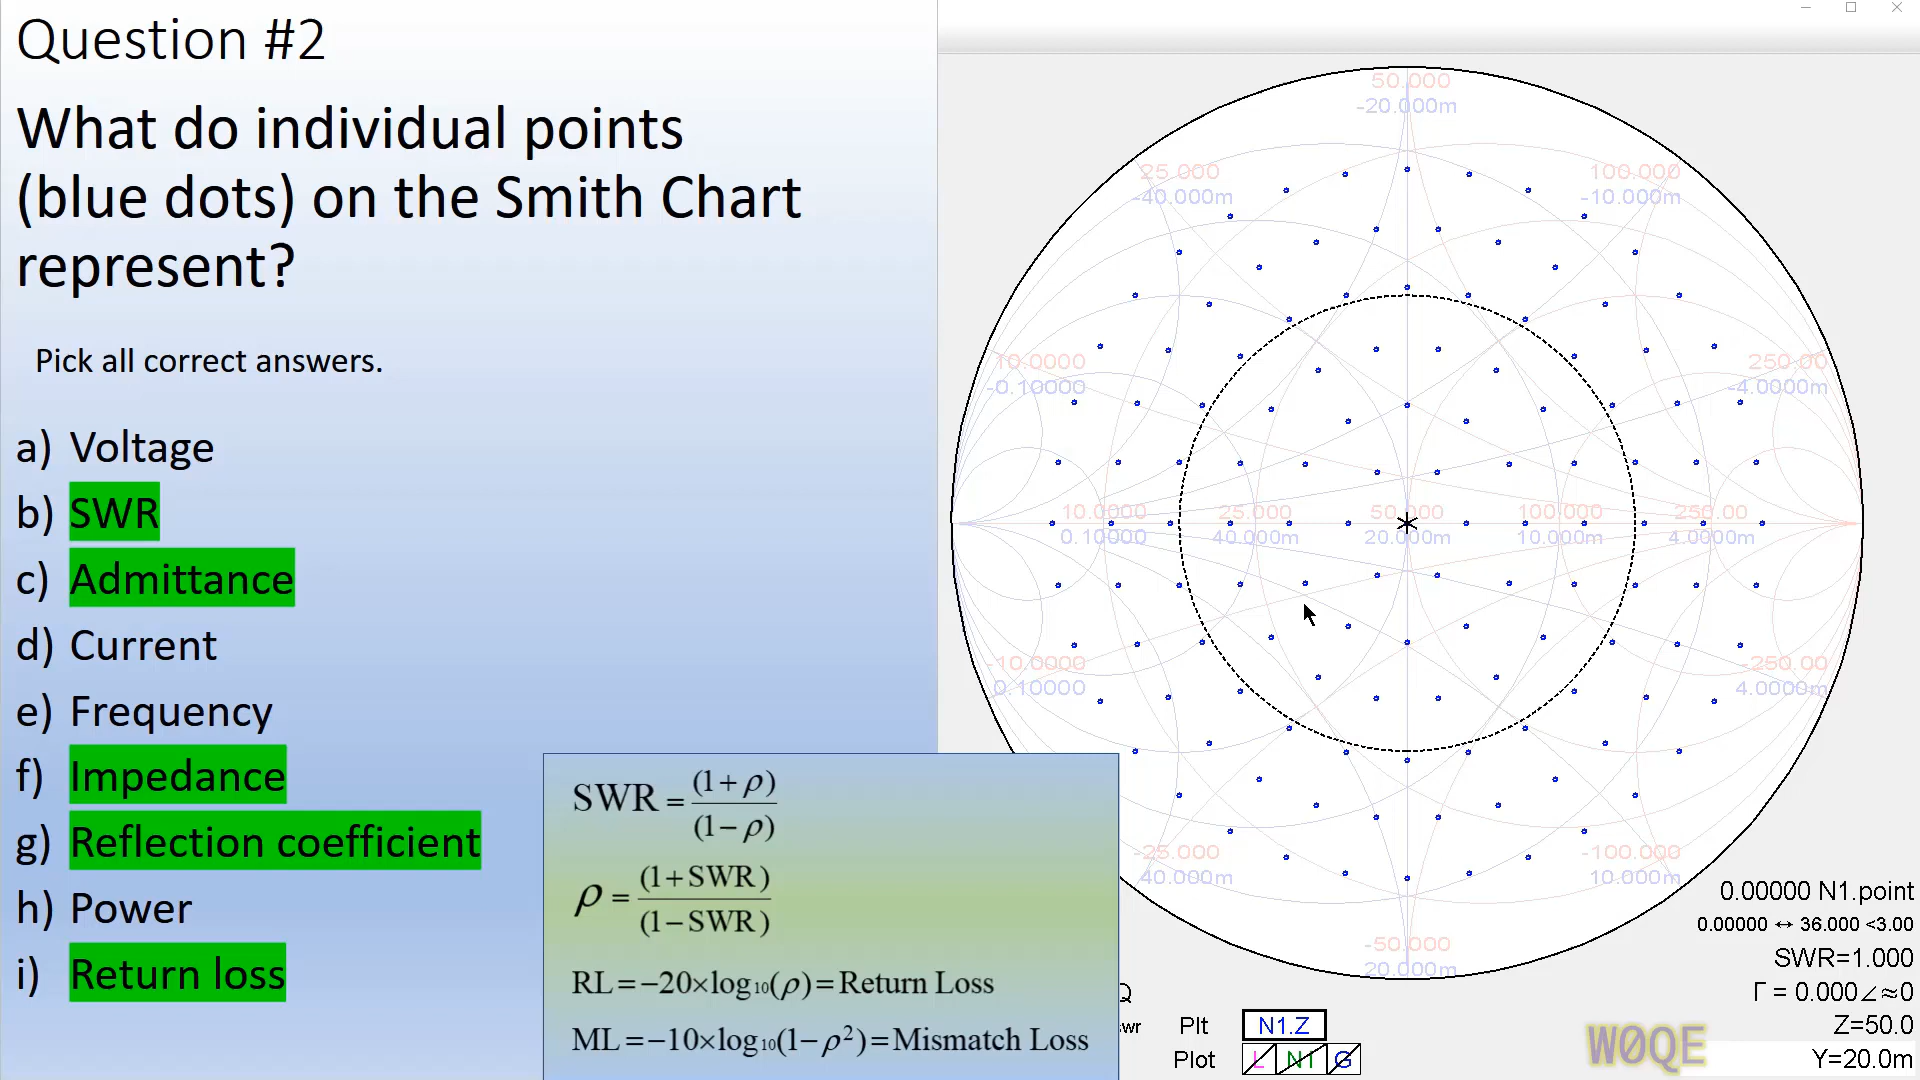 Question #2
What do individual points
(blue dots) on the Smith Chart
represent?
Pick all correct answers.
a) Voltage
b) SWR
c) Admittance
d) Current
e) Frequency
f) Impedance
g) Reflection coefficient
h) Power
i) Return loss
SWR = (1+ρ) / (1−ρ)
ρ = (1+SWR) / (1−SWR)
RL = −20×log₁₀(ρ) = Return Loss
ML = −10×log₁₀(1−ρ²) = Mismatch Loss
50.000
-20.000m
25.000
-40.000m
100.000
-10.000m
10.0000
-0.10000
250.00
-4.0000m
10.0000 25.000 50.000 100.000 250.00
0.10000 40.000m 20.000m 10.000m 4.0000m
-10.0000
0.10000
-250.00
4.0000m
-25.000
40.000m
-100.000
10.000m
-50.000
20.000m
0.00000 N1.point
0.00000 ↔ 36.000 <3.00
SWR=1.000
Γ = 0.000∠≈0
Z=50.0
Y=20.0m
Q
swr
Plt N1.Z
Plot L N1 G
W0QE